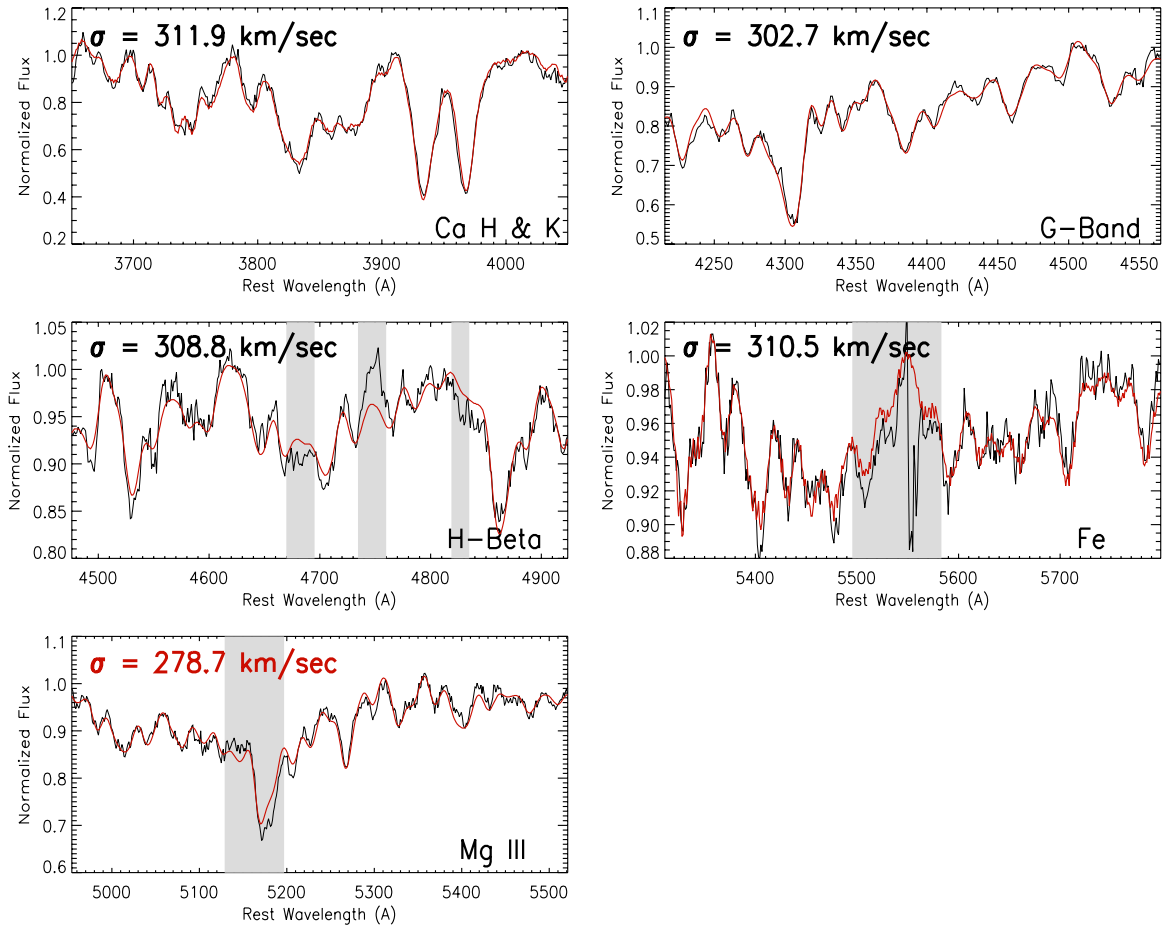 σ = 311.9 km/sec
1.2
1.0
0.8
0.6
0.4
0.2
Normalized Flux
Ca H & K
3700 3800 3900 4000
Rest Wavelength (A)
σ = 302.7 km/sec
1.1
1.0
0.9
0.8
0.7
0.6
0.5
Normalized Flux
G-Band
4250 4300 4350 4400 4450 4500 4550
Rest Wavelength (A)
σ = 308.8 km/sec
1.05
1.00
0.95
0.90
0.85
0.80
Normalized Flux
H-Beta
4500 4600 4700 4800 4900
Rest Wavelength (A)
σ = 310.5 km/sec
1.02
1.00
0.98
0.96
0.94
0.92
0.90
0.88
Normalized Flux
Fe
5400 5500 5600 5700
Rest Wavelength (A)
σ = 278.7 km/sec
1.1
1.0
0.9
0.8
0.7
0.6
Normalized Flux
Mg III
5000 5100 5200 5300 5400 5500
Rest Wavelength (A)